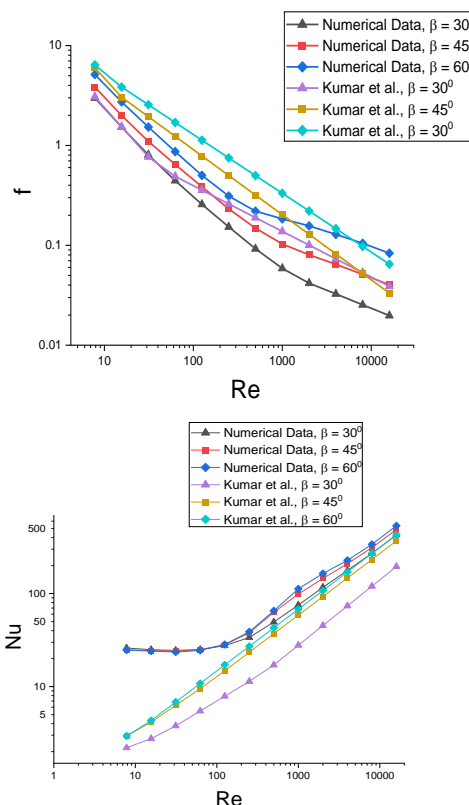 Numerical Data, β = 30
Numerical Data, β = 45
Numerical Data, β = 60
Kumar et al., β = 30⁰
Kumar et al., β = 45⁰
Kumar et al., β = 30⁰
10
1
0.1
0.01
f
10
100
1000
10000
Re
Numerical Data, β = 30⁰
Numerical Data, β = 45⁰
Numerical Data, β = 60⁰
Kumar et al., β = 30⁰
Kumar et al., β = 45⁰
Kumar et al., β = 60⁰
500
100
50
10
5
Nu
1
10
100
1000
10000
Re